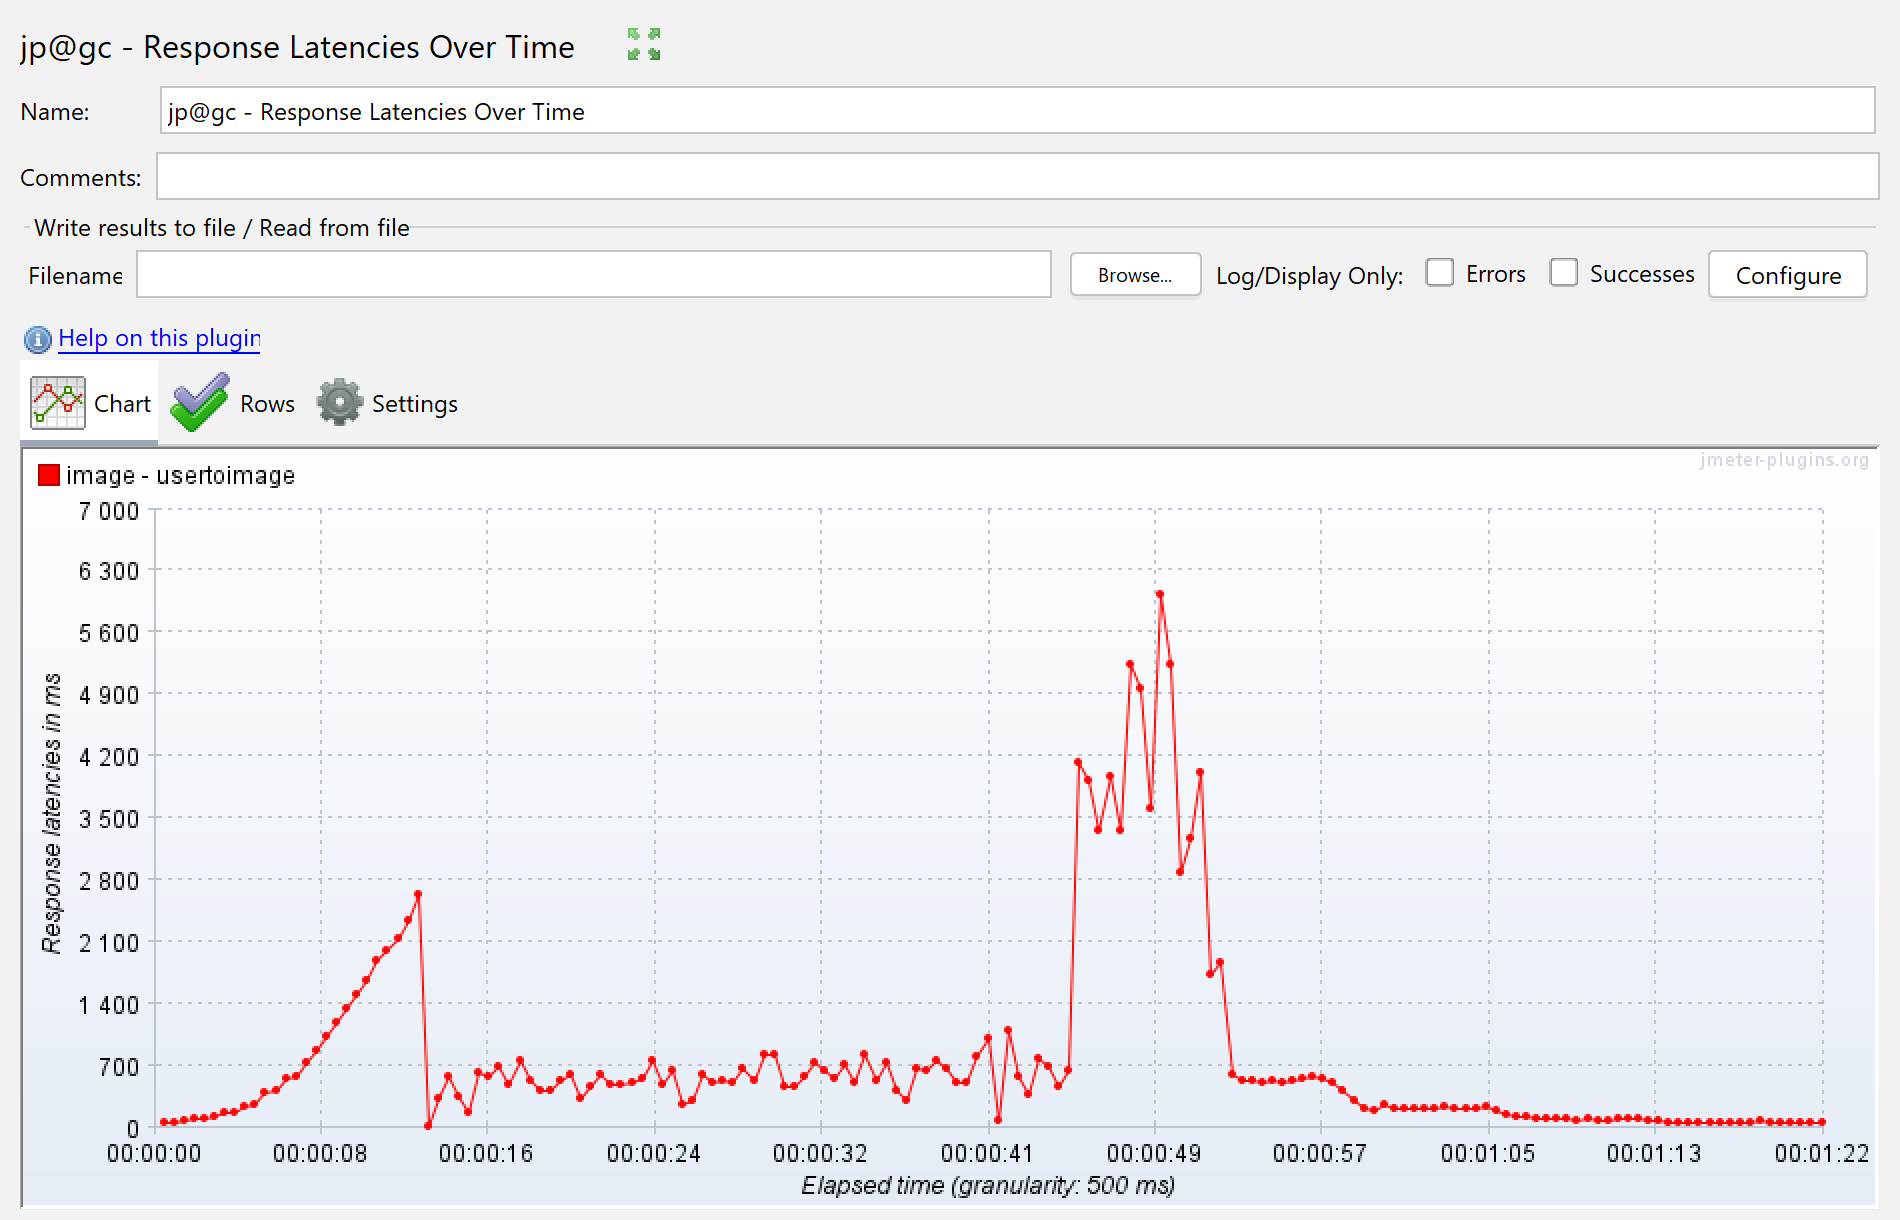 jp@gc - Response Latencies Over Time
Name: jp@gc - Response Latencies Over Time
Comments:
Write results to file / Read from file
Filename Browse... Log/Display Only: Errors Successes Configure
Help on this plugin
Chart Rows Settings
jmeter-plugins.org
image - usertoimage
7 000
6 300
5 600
4 900
4 200
3 500
2 800
2 100
1 400
700
0
Response latencies in ms
00:00:00 00:00:08 00:00:16 00:00:24 00:00:32 00:00:41 00:00:49 00:00:57 00:01:05 00:01:13 00:01:22
Elapsed time (granularity: 500 ms)